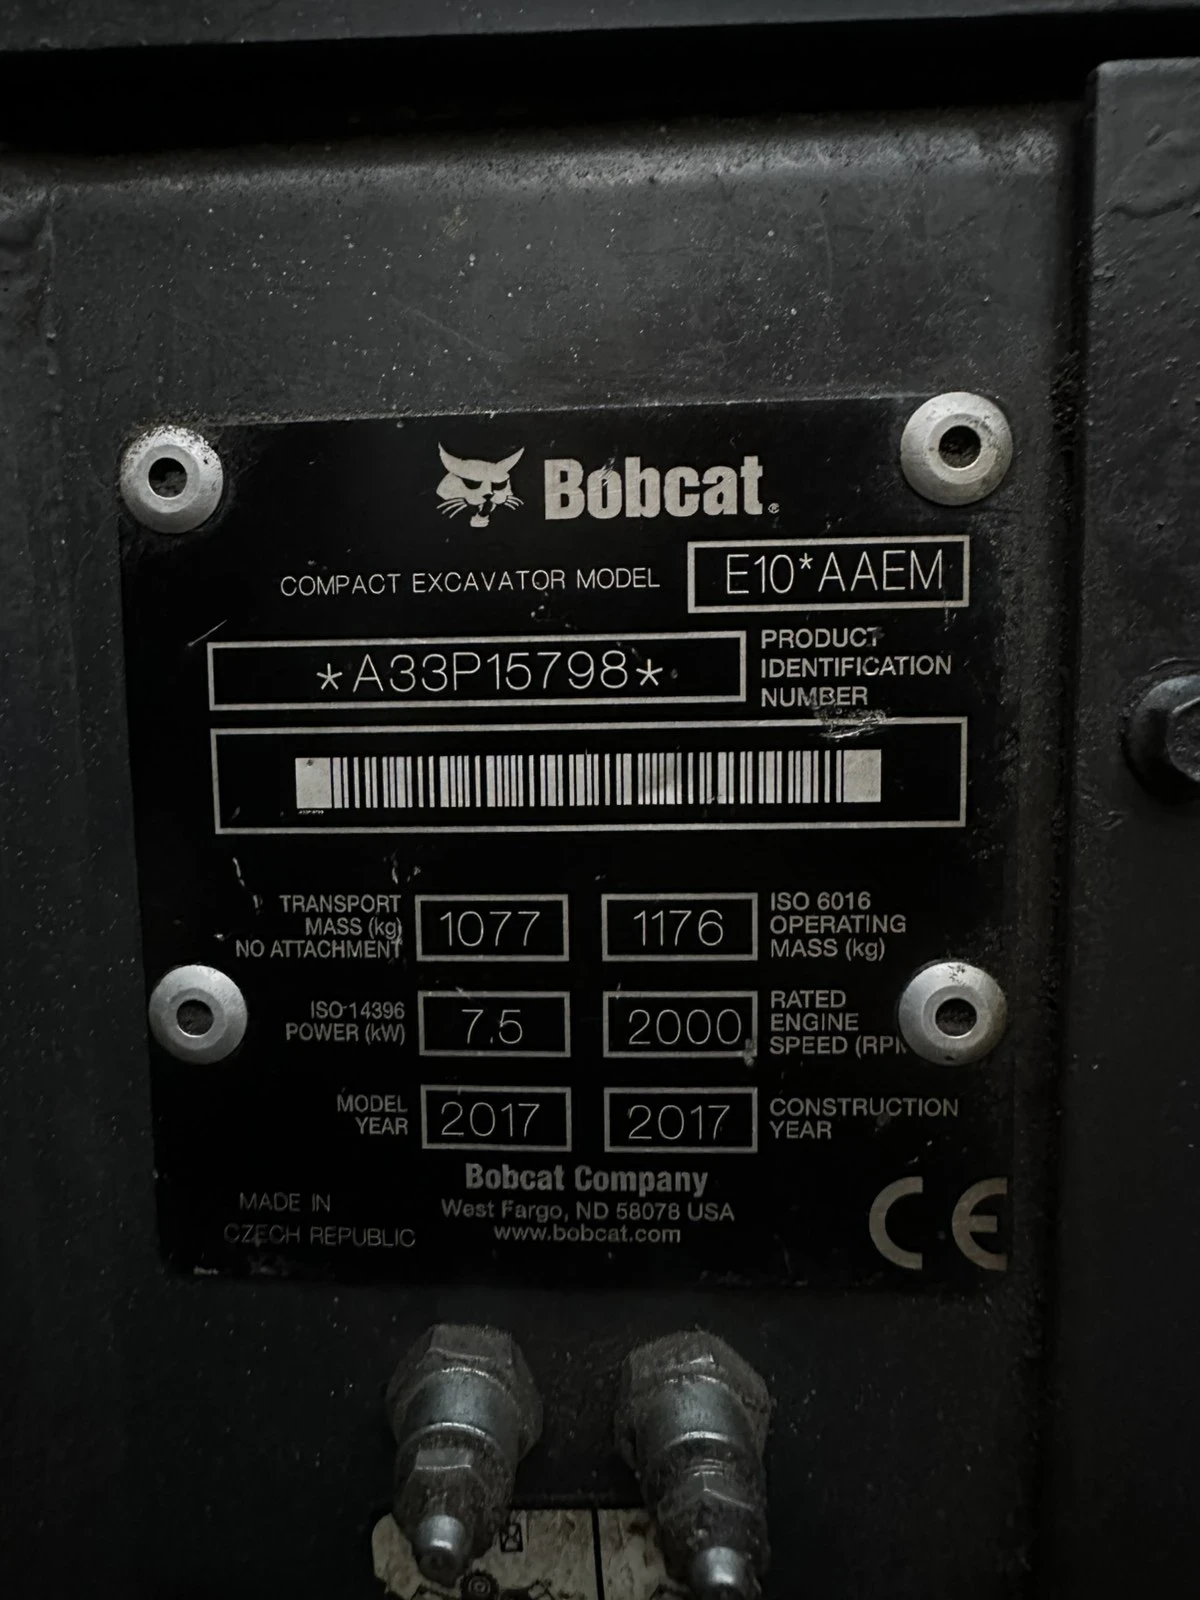 Bobcat®
COMPACT EXCAVATOR MODEL E10*AAEM
*A33P15798*
PRODUCT
IDENTIFICATION
NUMBER
TRANSPORT
MASS (kg)
NO ATTACHMENT
1077
1176
ISO 6016
OPERATING
MASS (kg)
ISO 14396
POWER (kW)
7.5
2000
RATED
ENGINE
SPEED
MODEL
YEAR
2017
2017
CONSTRUCTION
YEAR
Bobcat Company
West Fargo, ND 58078 USA
www.bobcat.com
MADE IN
CZECH REPUBLIC
CE